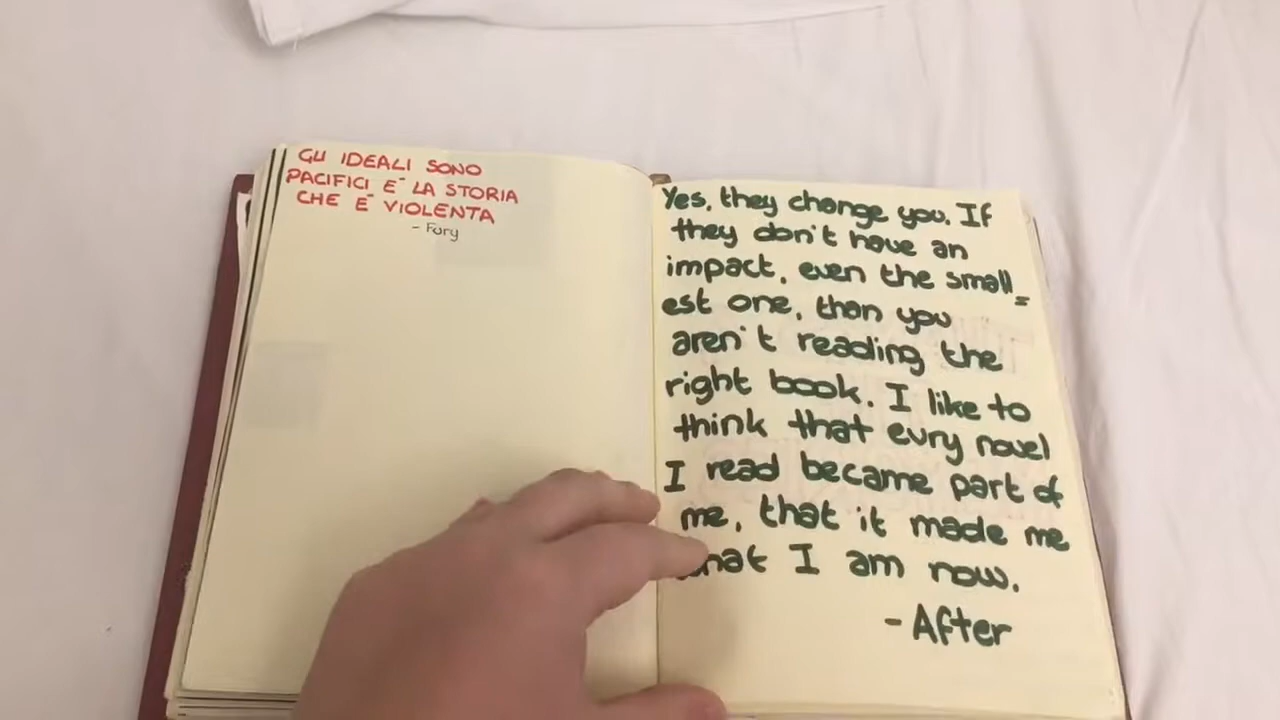 GLI IDEALI SONO
PACIFICI E' LA STORIA
CHE E' VIOLENTA
- Fury
Yes, they change you. If
they don't have an
impact, even the small=
est one, than you
aren't reading the
right book. I like to
think that evry novel
I read became part of
me, that it made me
what I am now.
- After